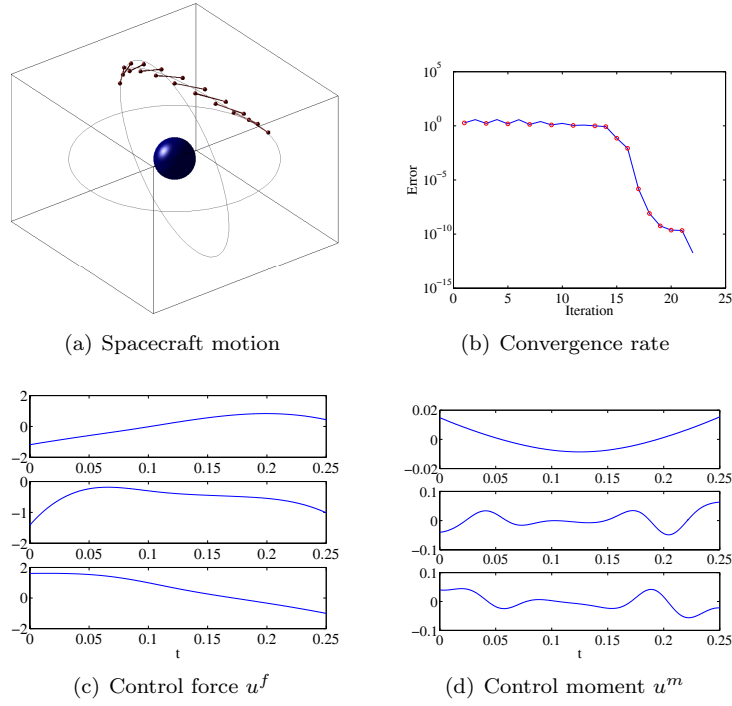 10^5
10^0
10^-5
10^-10
10^-15
Error
0 5 10 15 20 25
Iteration
(a) Spacecraft motion
(b) Convergence rate
2
0
−2
0 0.05 0.1 0.15 0.2 0.25
0
−1
−2
0 0.05 0.1 0.15 0.2 0.25
2
0
−2
0 0.05 0.1 0.15 0.2 0.25
t
(c) Control force u^f
0.02
0
−0.02
0 0.05 0.1 0.15 0.2 0.25
0.1
0
−0.1
0 0.05 0.1 0.15 0.2 0.25
0.1
0
−0.1
0 0.05 0.1 0.15 0.2 0.25
t
(d) Control moment u^m